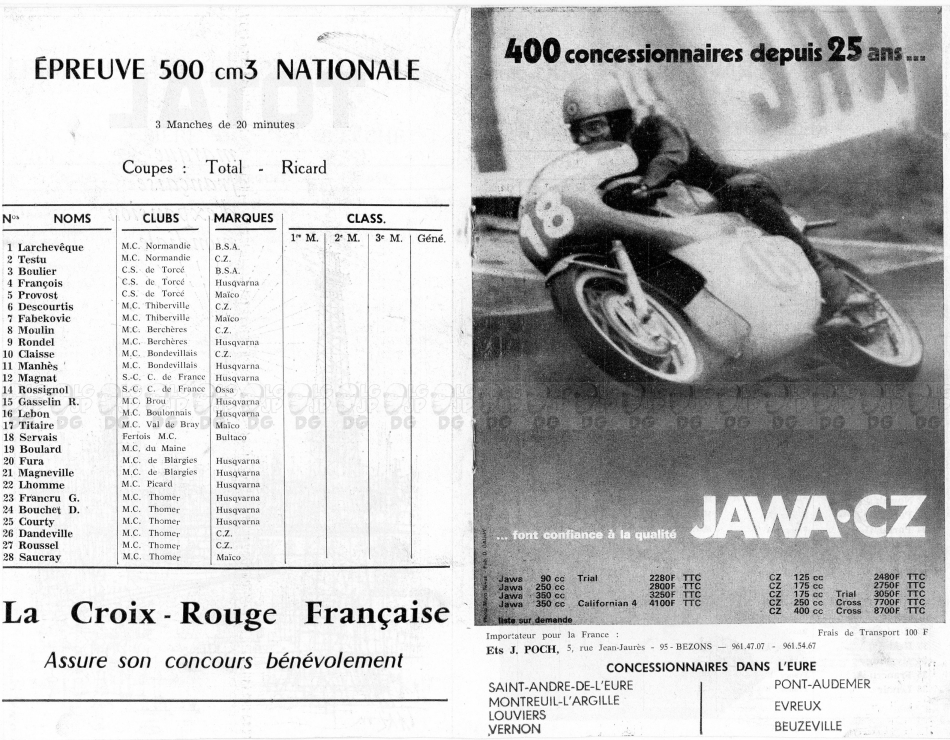 ÉPREUVE 500 cm3 NATIONALE
3 Manches de 20 minutes
Coupes : Total - Ricard
Nos NOMS CLUBS MARQUES CLASS.
1re M. 2e M. 3e M. Géné.
1 Larchevêque M.C. Normandie B.S.A.
2 Testu M.C. Normandie C.Z.
3 Boulier C.S. de Torcé B.S.A.
4 François C.S. de Torcé Husqvarna
5 Provost C.S. de Torcé Maïco
6 Descourtis M.C. Thiberville C.Z.
7 Fabekovic M.C. Thiberville Maïco
8 Moulin M.C. Berchères C.Z.
9 Rondel M.C. Berchères Husqvarna
10 Claisse M.C. Bondevillais C.Z.
11 Manhès M.C. Bondevillais Husqvarna
12 Magnat S.-C. C. de France Husqvarna
14 Rossignol S.-C. C. de France Ossa
15 Gasselin R. M.C. Brou Husqvarna
16 Lebon M.C. Boulonnais Husqvarna
17 Titaire M.C. Val de Bray Maïco
18 Servais Fertois M.C. Bultaco
19 Boulard M.C. du Maine
20 Fura M.C. de Blargies Husqvarna
21 Magneville M.C. de Blargies Husqvarna
22 Lhomme M.C. Picard Husqvarna
23 Francru G. M.C. Thomer Husqvarna
24 Bouchet D. M.C. Thomer Husqvarna
25 Courty M.C. Thomer Husqvarna
26 Dandeville M.C. Thomer C.Z.
27 Roussel M.C. Thomer C.Z.
28 Saucray M.C. Thomer Maïco
La Croix-Rouge Française
Assure son concours bénévolement
400 concessionnaires depuis 25 ans...
18
JAWA•CZ
... font confiance à la qualité
Jawa 90 cc Trial 2280F TTC
Jawa 250 cc 2800F TTC
Jawa 350 cc 3250F TTC
Jawa 350 cc Californian 4 4100F TTC
liste sur demande
CZ 125 cc 2480F TTC
CZ 175 cc 2750F TTC
CZ 175 cc Trial 3050F TTC
CZ 250 cc Cross 7700F TTC
CZ 400 cc Cross 8700F TTC
Importateur pour la France : Frais de Transport 100 F
Ets J. POCH, 5, rue Jean-Jaurès - 95 - BEZONS — 961.47.07 - 961.54.67
CONCESSIONNAIRES DANS L'EURE
SAINT-ANDRE-DE-L'EURE
MONTREUIL-L'ARGILLE
LOUVIERS
VERNON
PONT-AUDEMER
EVREUX
BEUZEVILLE